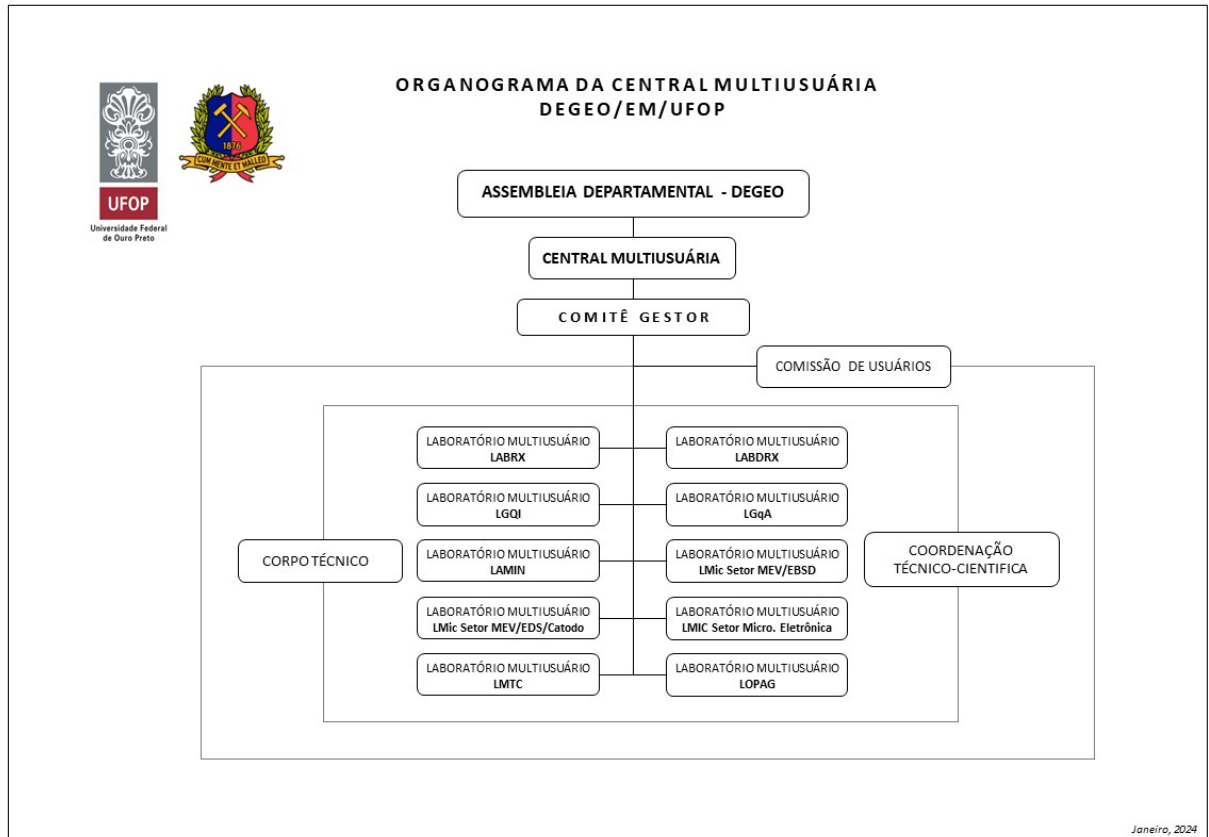 ORGANOGRAMA DA CENTRAL MULTIUSUÁRIA
DEGEO/EM/UFOP
1876
CUM MENTE ET MALLEO
UFOP
Universidade Federal
de Ouro Preto
ASSEMBLEIA DEPARTAMENTAL - DEGEO
CENTRAL MULTIUSUÁRIA
COMITÊ GESTOR
COMISSÃO DE USUÁRIOS
LABORATÓRIO MULTIUSUÁRIO
LABRX
LABORATÓRIO MULTIUSUÁRIO
LABDRX
LABORATÓRIO MULTIUSUÁRIO
LGQI
LABORATÓRIO MULTIUSUÁRIO
LGqA
CORPO TÉCNICO
LABORATÓRIO MULTIUSUÁRIO
LAMIN
LABORATÓRIO MULTIUSUÁRIO
LMic Setor MEV/EBSD
COORDENAÇÃO
TÉCNICO-CIENTIFICA
LABORATÓRIO MULTIUSUÁRIO
LMic Setor MEV/EDS/Catodo
LABORATÓRIO MULTIUSUÁRIO
LMIC Setor Micro. Eletrônica
LABORATÓRIO MULTIUSUÁRIO
LMTC
LABORATÓRIO MULTIUSUÁRIO
LOPAG
Janeiro, 2024